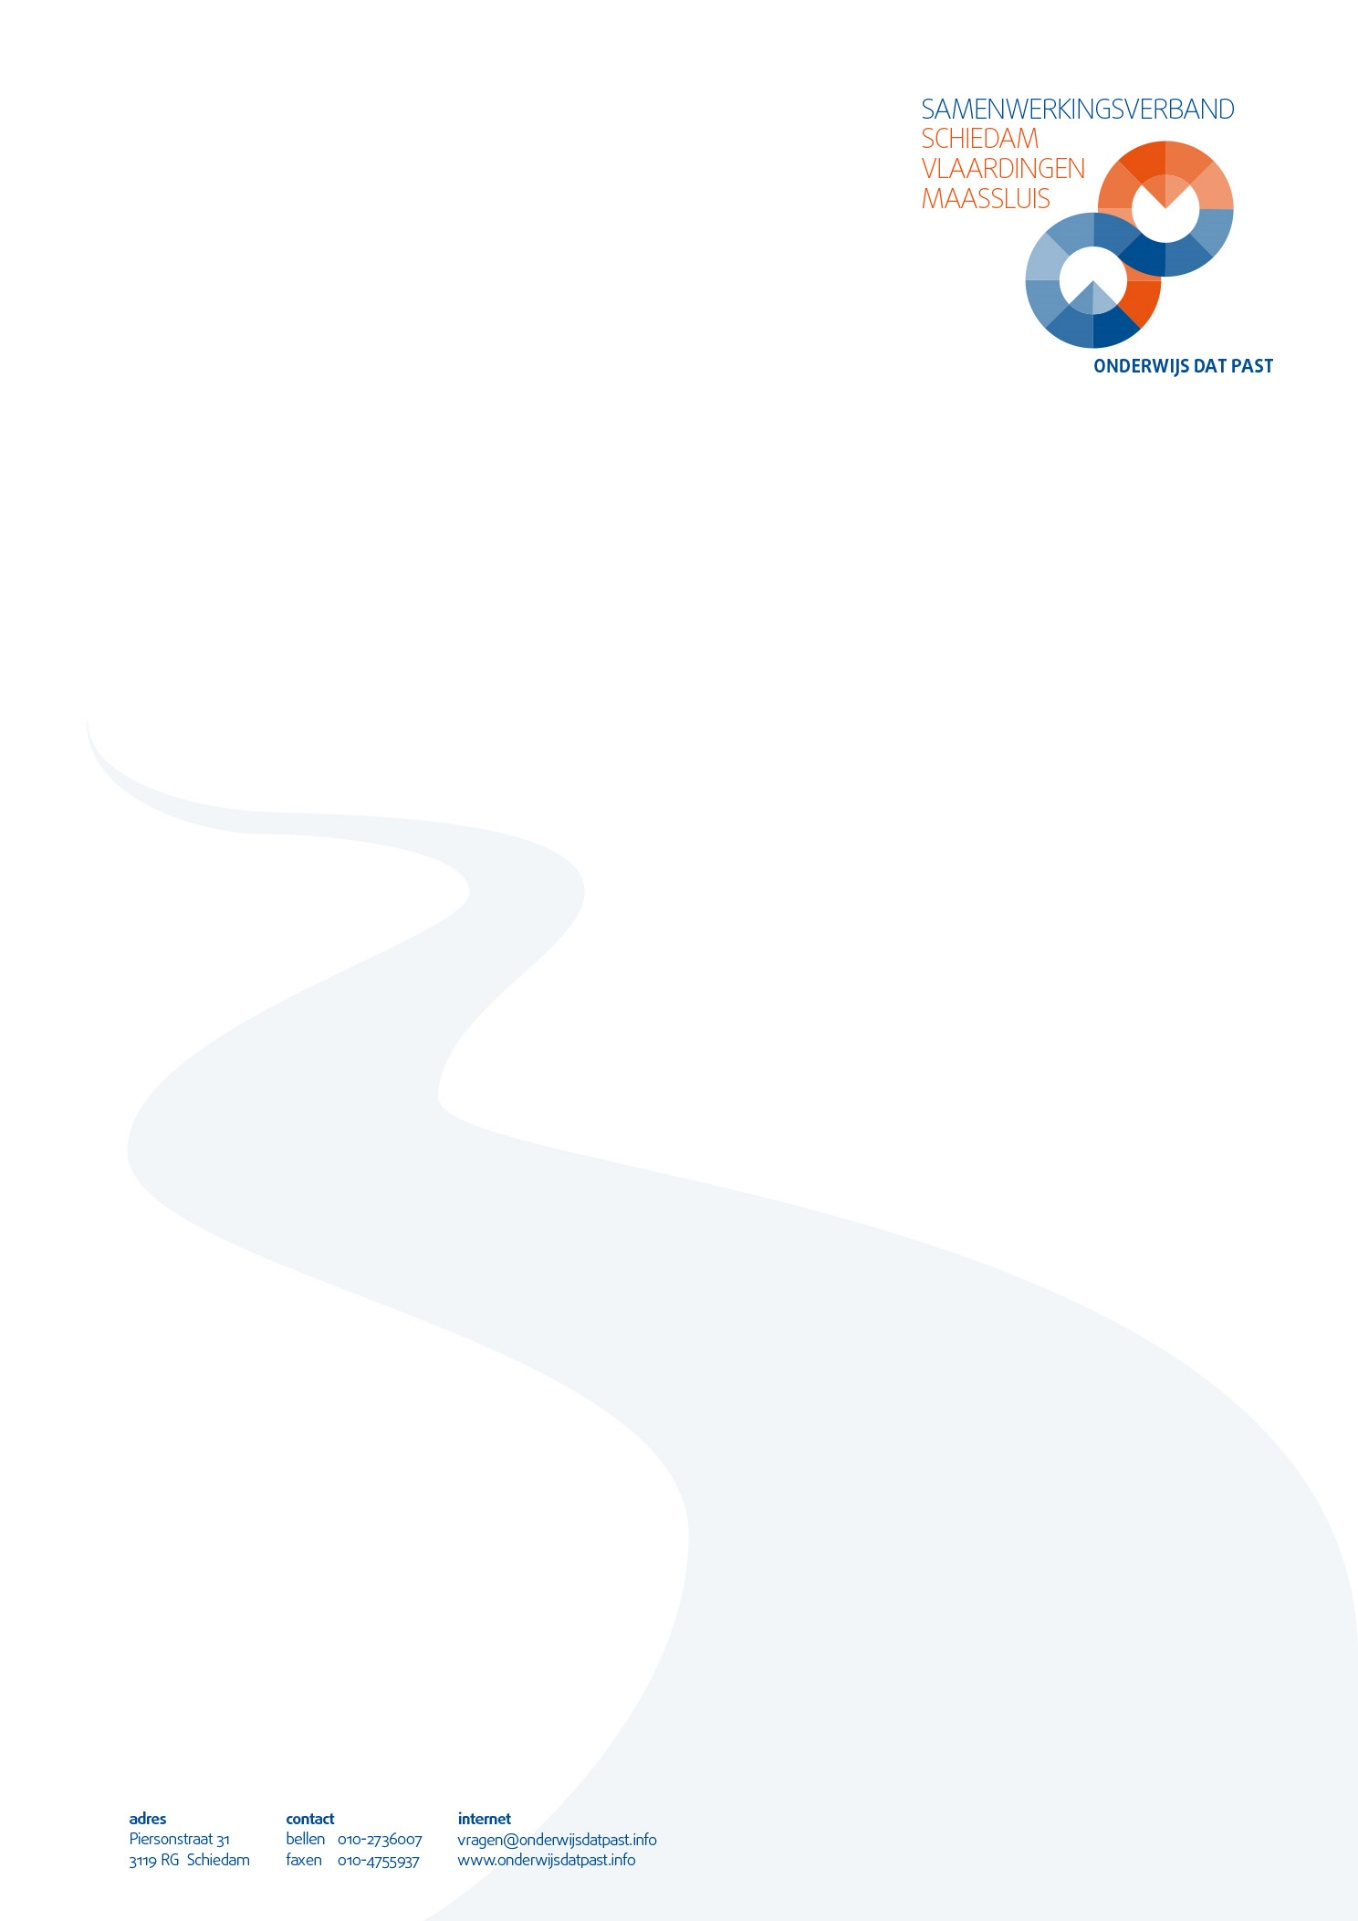 SAMENWERKINGSVERBAND
SCHIEDAM
VLAARDINGEN
MAASSLUIS
ONDERWIJS DAT PAST
adres
Piersonstraat 31
3119 RG Schiedam
contact
bellen 010-2736007
faxen 010-4755937
internet
vragen@onderwijsdatpast.info
www.onderwijsdatpast.info